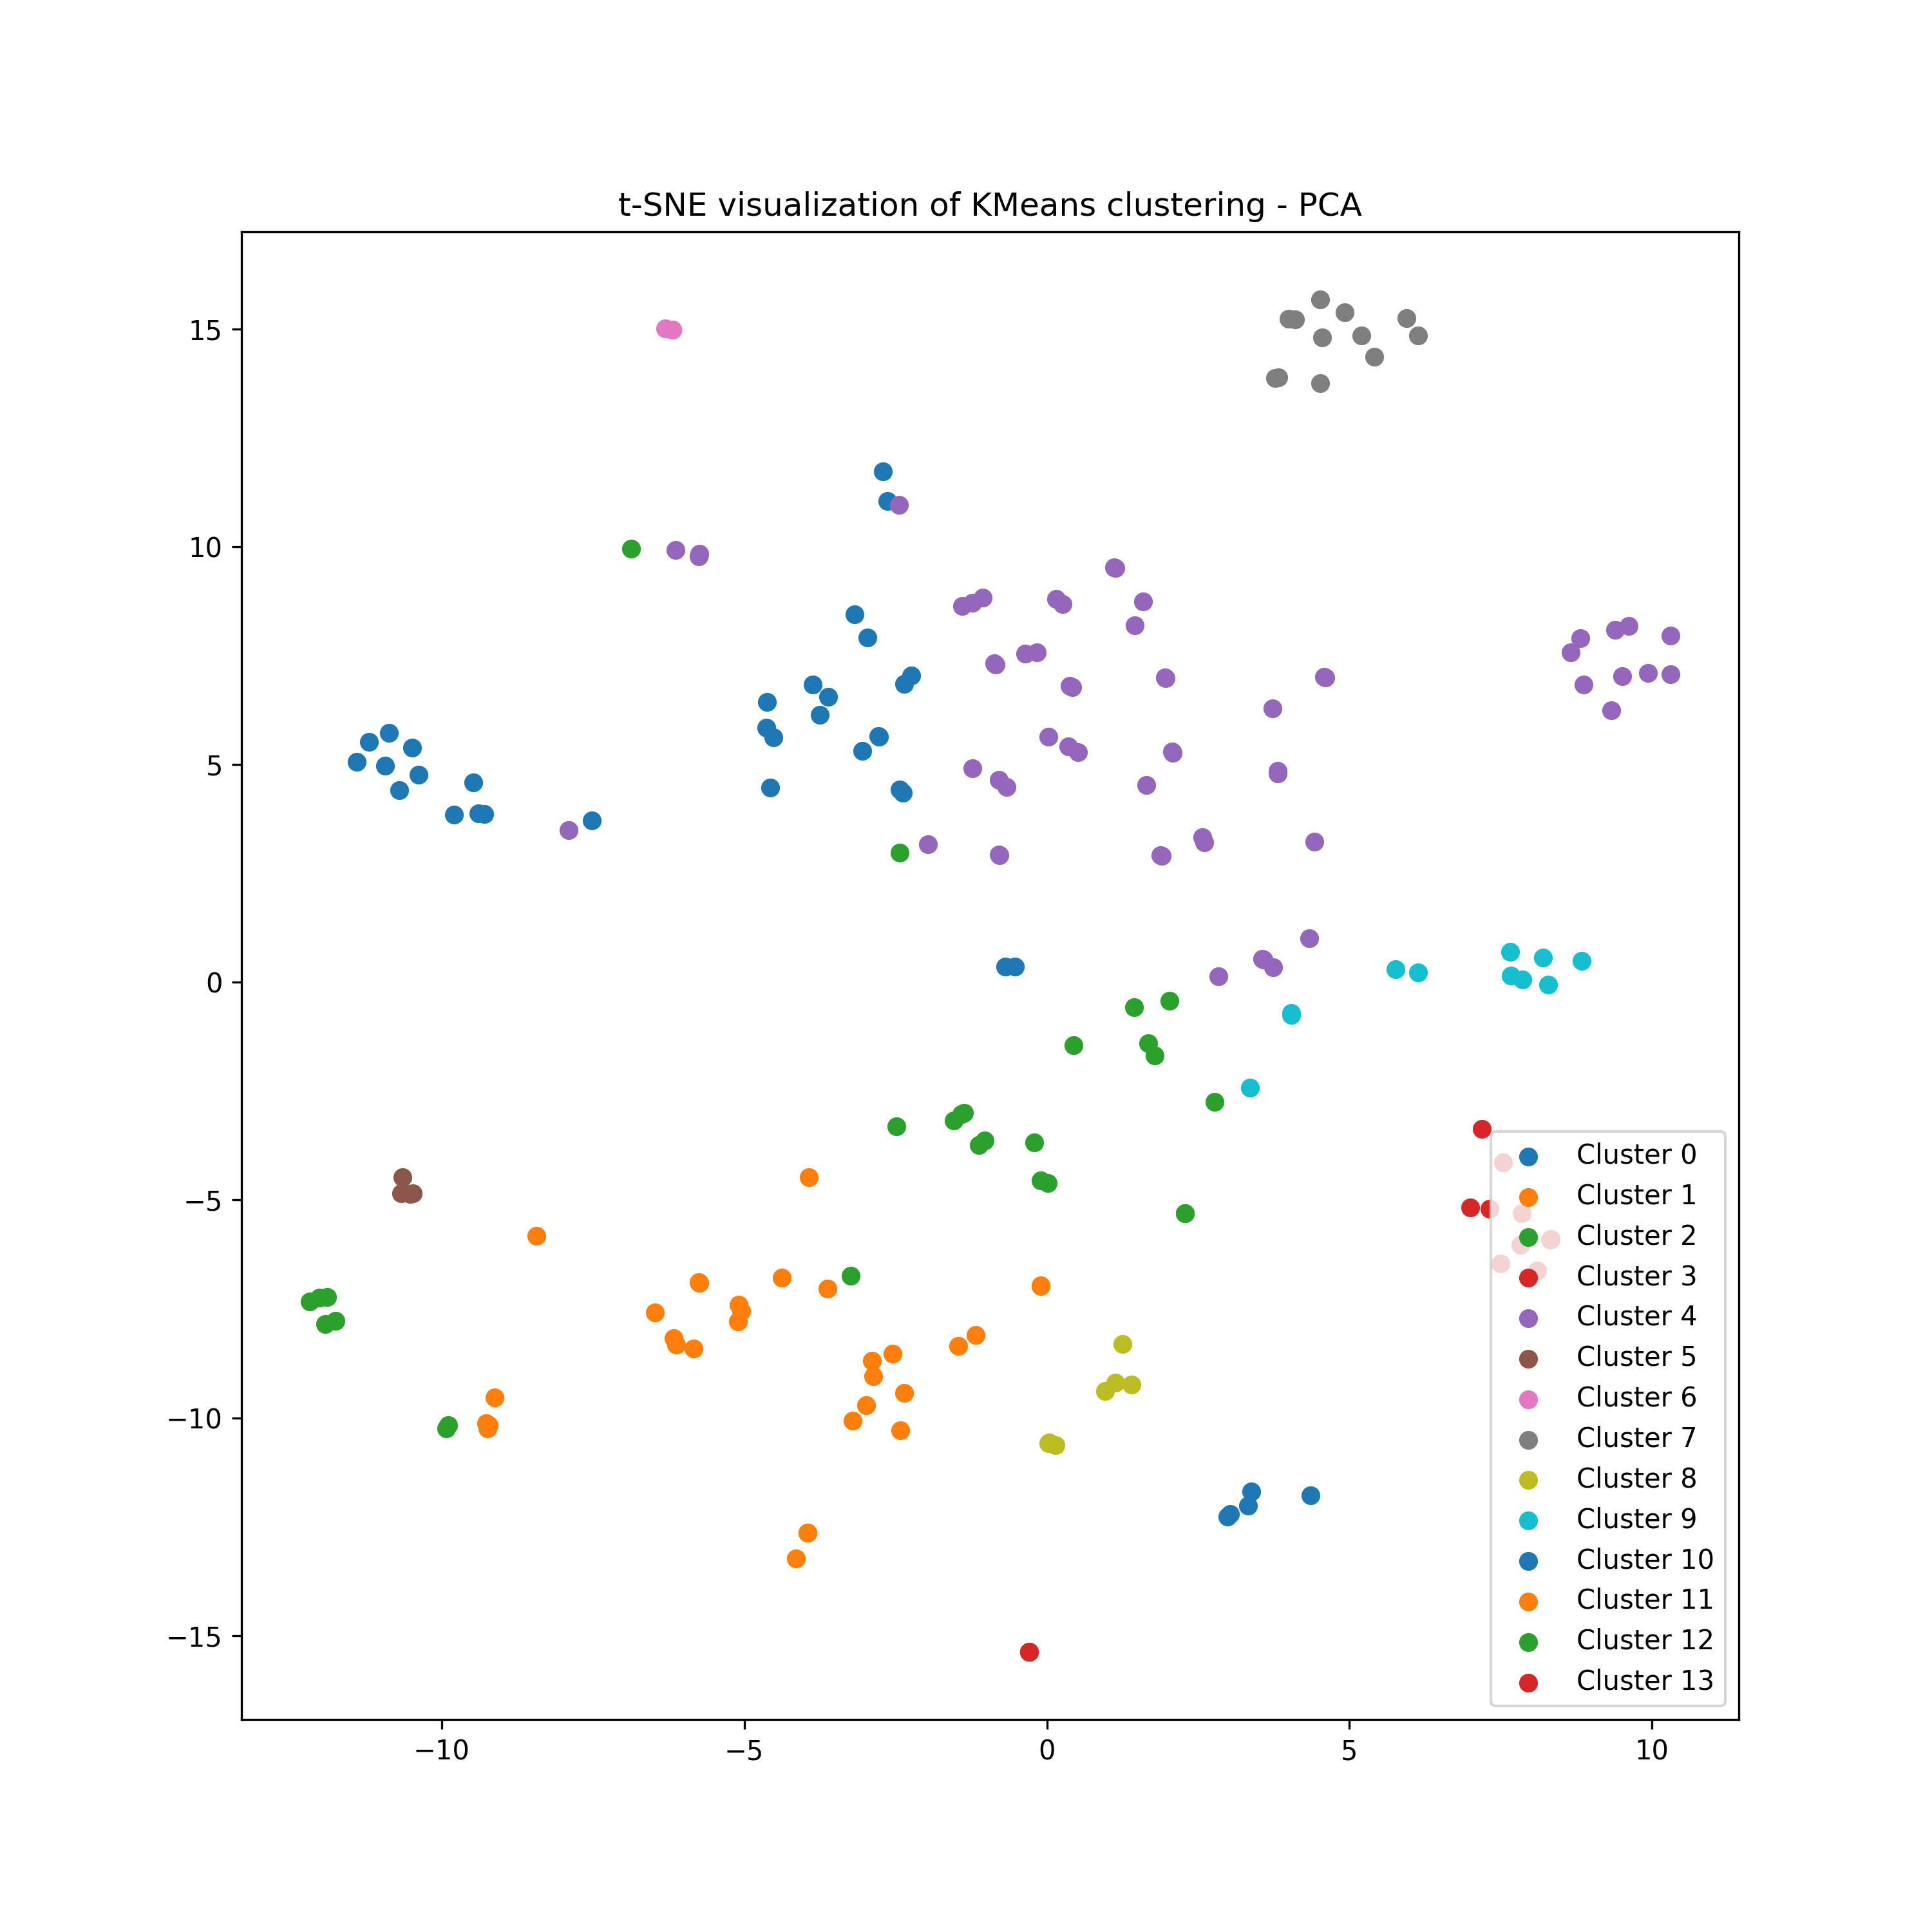 t-SNE visualization of KMeans clustering - PCA
15
10
5
0
−5
−10
−15
−10
−5
0
5
10
Cluster 0
Cluster 1
Cluster 2
Cluster 3
Cluster 4
Cluster 5
Cluster 6
Cluster 7
Cluster 8
Cluster 9
Cluster 10
Cluster 11
Cluster 12
Cluster 13